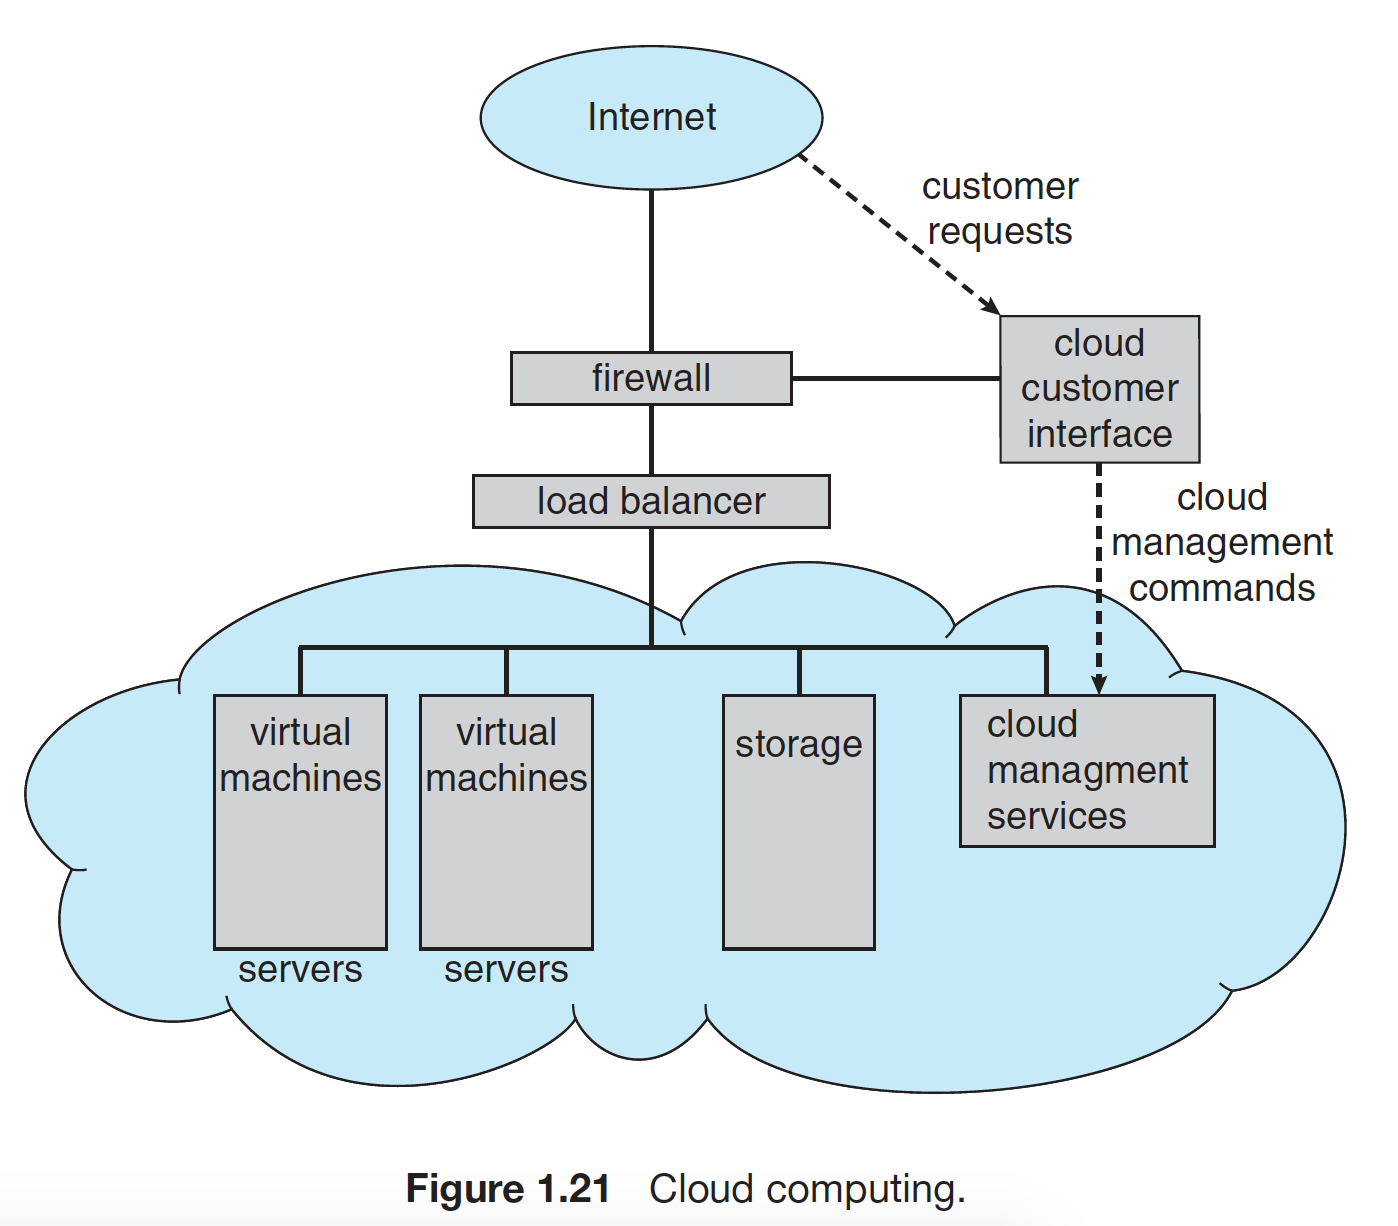 Internet
customer
requests
cloud
customer
interface
firewall
load balancer
cloud
management
commands
virtual
machines
servers
virtual
machines
servers
storage
cloud
managment
services
Figure 1.21 Cloud computing.